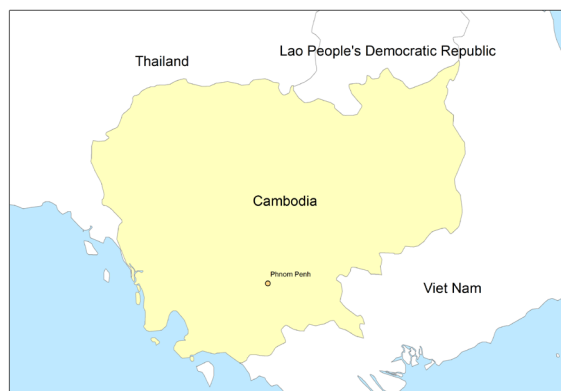 Lao People's Democratic Republic
Thailand
Cambodia
Phnom Penh
Viet Nam